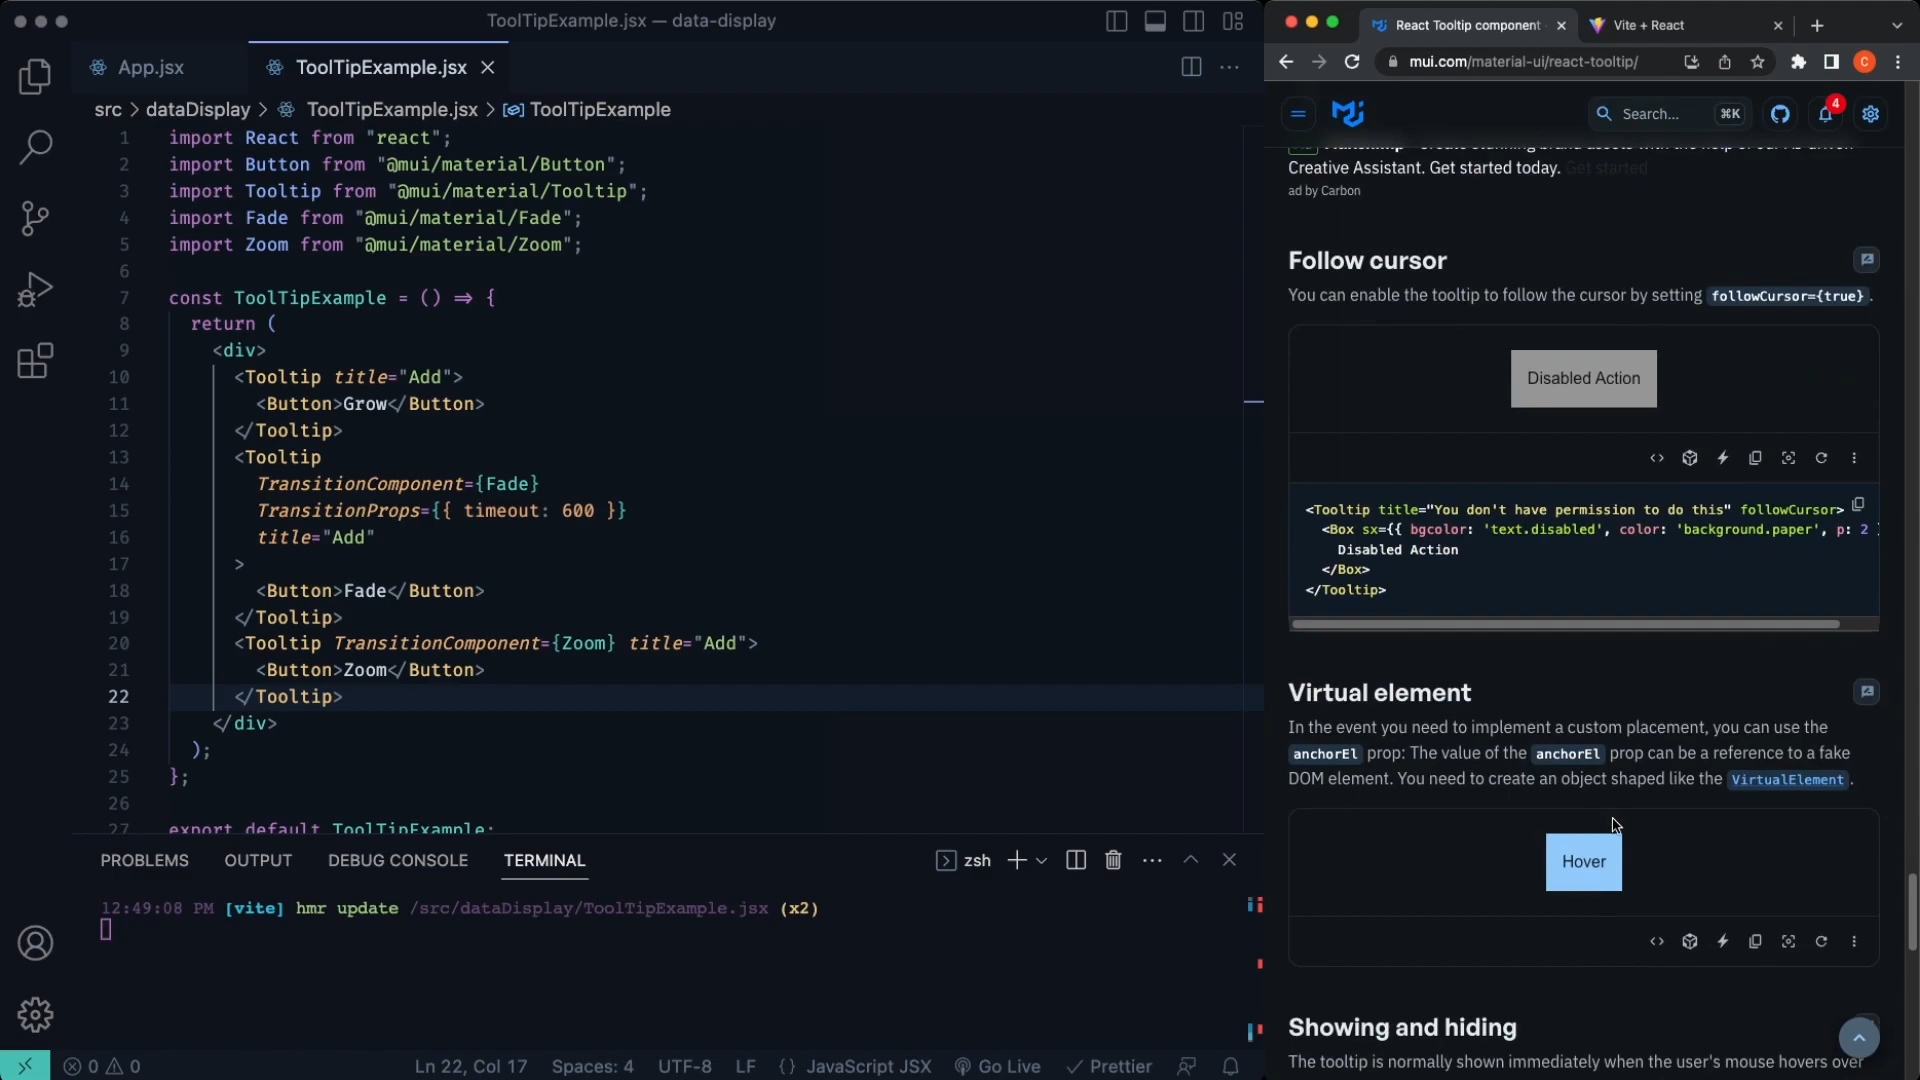 ToolTipExample.jsx — data-display
App.jsx
ToolTipExample.jsx
src > dataDisplay > ToolTipExample.jsx > ToolTipExample
1 import React from "react";
2 import Button from "@mui/material/Button";
3 import Tooltip from "@mui/material/Tooltip";
4 import Fade from "@mui/material/Fade";
5 import Zoom from "@mui/material/Zoom";
6
7 const ToolTipExample = () => {
8 return (
9 <div>
10 <Tooltip title="Add">
11 <Button>Grow</Button>
12 </Tooltip>
13 <Tooltip
14 TransitionComponent={Fade}
15 TransitionProps={{ timeout: 600 }}
16 title="Add"
17 >
18 <Button>Fade</Button>
19 </Tooltip>
20 <Tooltip TransitionComponent={Zoom} title="Add">
21 <Button>Zoom</Button>
22 </Tooltip>
23 </div>
24 );
25 };
26
27 export default ToolTipExample;
PROBLEMS OUTPUT DEBUG CONSOLE TERMINAL
zsh
12:49:08 PM [vite] hmr update /src/dataDisplay/ToolTipExample.jsx (x2)
0 0
Ln 22, Col 17 Spaces: 4 UTF-8 LF {} JavaScript JSX Go Live Prettier
React Tooltip component
Vite + React
mui.com/material-ui/react-tooltip/
C
Search... ⌘K
4
Creative Assistant. Get started today. Get started
ad by Carbon
Follow cursor
You can enable the tooltip to follow the cursor by setting followCursor={true}.
Disabled Action
<Tooltip title="You don't have permission to do this" followCursor>
<Box sx={{ bgcolor: 'text.disabled', color: 'background.paper', p: 2
Disabled Action
</Box>
</Tooltip>
Virtual element
In the event you need to implement a custom placement, you can use the
anchorEl prop: The value of the anchorEl prop can be a reference to a fake
DOM element. You need to create an object shaped like the VirtualElement.
Hover
Showing and hiding
The tooltip is normally shown immediately when the user's mouse hovers over